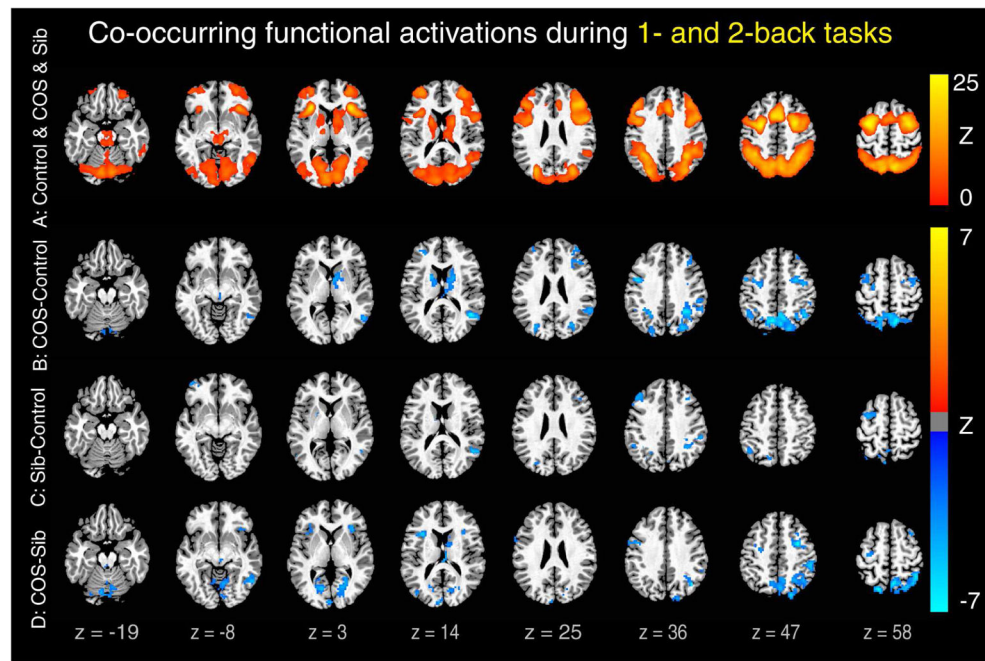 Co-occurring functional activations during 1- and 2-back tasks
A: Control & COS & Sib
25
Z
0
B: COS-Control
7
C: Sib-Control
Z
D: COS-Sib
-7
z = -19 z = -8 z = 3 z = 14 z = 25 z = 36 z = 47 z = 58